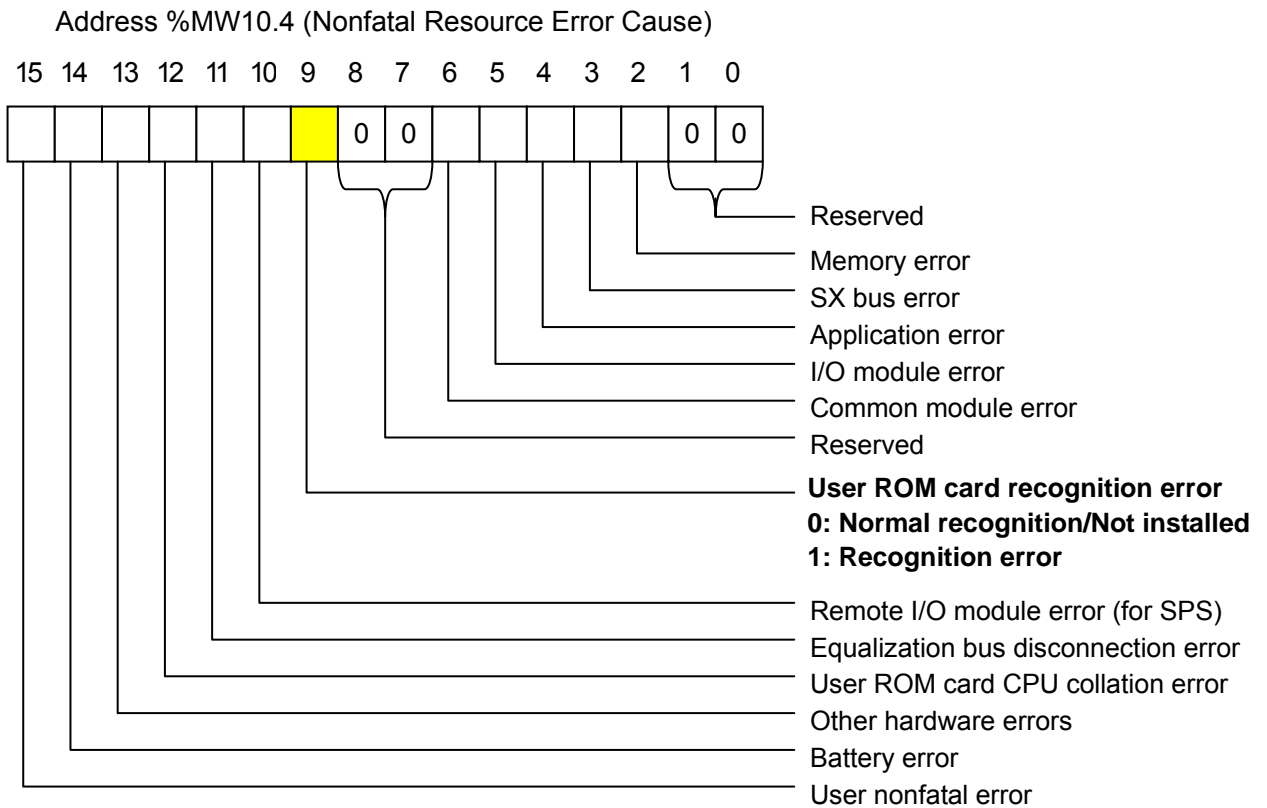 Address %MW10.4 (Nonfatal Resource Error Cause)
15 14 13 12 11 10 9 8 7 6 5 4 3 2 1 0
0 0 0 0
Reserved
Memory error
SX bus error
Application error
I/O module error
Common module error
Reserved
User ROM card recognition error
0: Normal recognition/Not installed
1: Recognition error
Remote I/O module error (for SPS)
Equalization bus disconnection error
User ROM card CPU collation error
Other hardware errors
Battery error
User nonfatal error